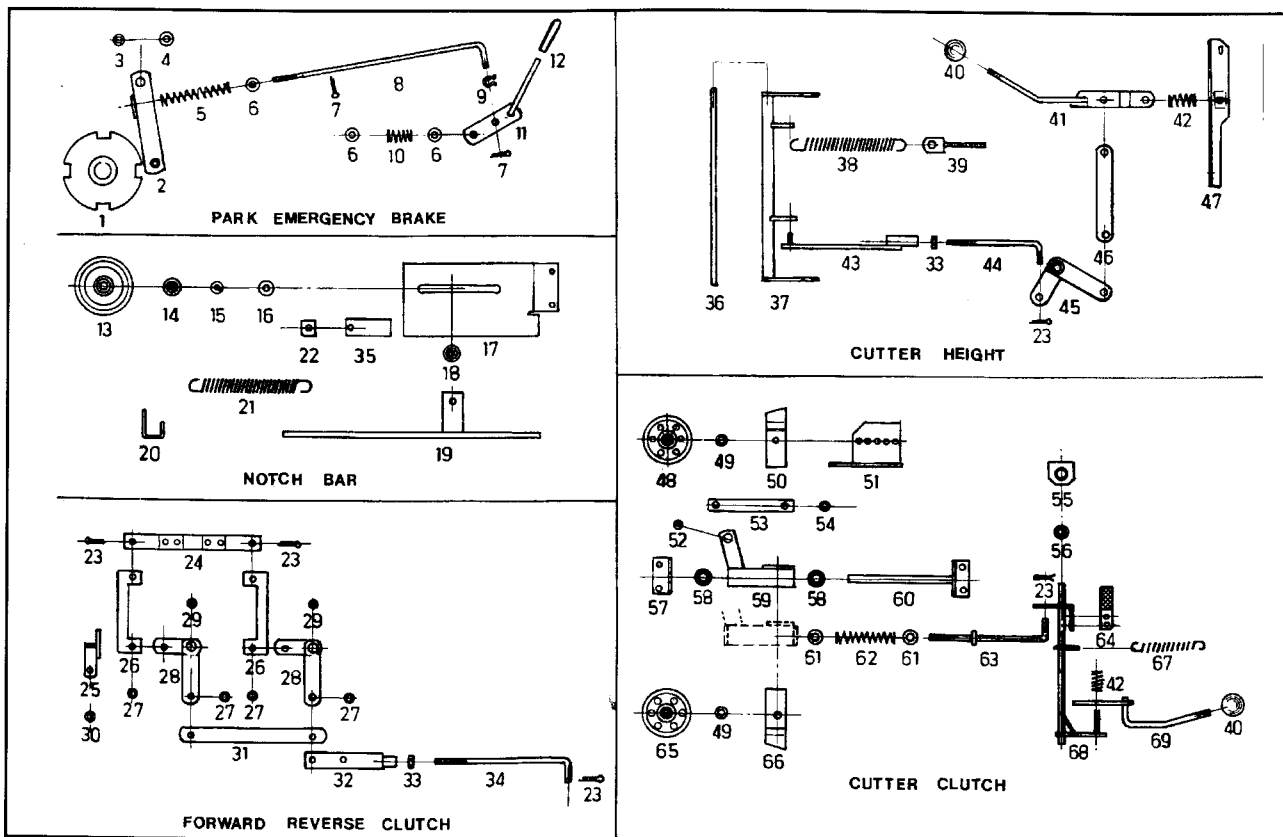 3 4
12
5 6 8 9
7
6 10 6 11
7
2
1
PARK EMERGENCY BRAKE
13 14 15 16
22 35 17
18
21
20 19
NOTCH BAR
23 24 23
29 29
26 28 26 28
25
27 27 27 27
30
31
32 33 34 23
FORWARD REVERSE CLUTCH
40
41 42
38 39
47
46
43 33 44
36 37 45
23
CUTTER HEIGHT
48 49 50 51
55
53 54
52 56
23
57 58 59 58 60
64
61 62 61 63
67
42
65 49 66
68 69 40
CUTTER CLUTCH